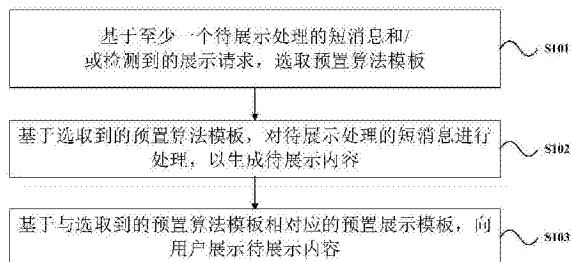 基于至少一个待展示处理的短消息和/
或检测到的展示请求，选取预置算法模板
S101
基于选取到的预置算法模板，对待展示处理的短消息进行
处理，以生成待展示内容
S102
基于与选取到的预置算法模板相对应的预置展示模板，向
用户展示待展示内容
S103